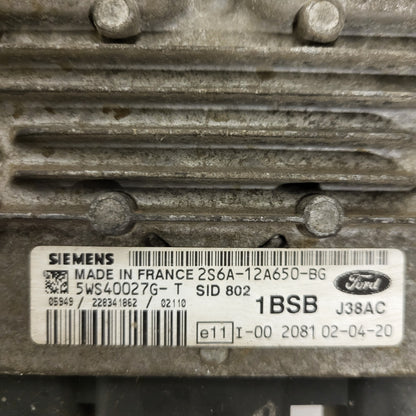 SIEMENS
MADE IN FRANCE 2S6A-12A650-BG
5WS40027G- T SID 802
05949 / 228341862 / 02110
1BSB J38AC
Ford
e11 I-00 2081 02-04-20